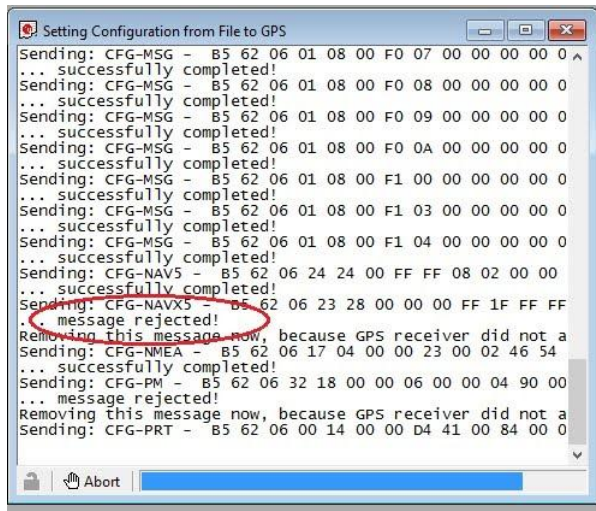 Setting Configuration from File to GPS
Sending: CFG-MSG - B5 62 06 01 08 00 F0 07 00 00 00 00 0
... successfully completed!
Sending: CFG-MSG - B5 62 06 01 08 00 F0 08 00 00 00 00 0
... successfully completed!
Sending: CFG-MSG - B5 62 06 01 08 00 F0 09 00 00 00 00 0
... successfully completed!
Sending: CFG-MSG - B5 62 06 01 08 00 F0 0A 00 00 00 00 0
... successfully completed!
Sending: CFG-MSG - B5 62 06 01 08 00 F1 00 00 00 00 00 0
... successfully completed!
Sending: CFG-MSG - B5 62 06 01 08 00 F1 03 00 00 00 00 0
... successfully completed!
Sending: CFG-MSG - B5 62 06 01 08 00 F1 04 00 00 00 00 0
... successfully completed!
Sending: CFG-NAV5 - B5 62 06 24 24 00 FF FF 08 02 00 00
... successfully completed!
Sending: CFG-NAVX5 - B5 62 06 23 28 00 00 00 FF 1F FF FF
... message rejected!
Removing this message now, because GPS receiver did not a
Sending: CFG-NMEA - B5 62 06 17 04 00 00 23 00 02 46 54
... successfully completed!
Sending: CFG-PM - B5 62 06 32 18 00 00 06 00 00 04 90 00
... message rejected!
Removing this message now, because GPS receiver did not a
Sending: CFG-PRT - B5 62 06 00 14 00 00 D4 41 00 84 00 0
Abort